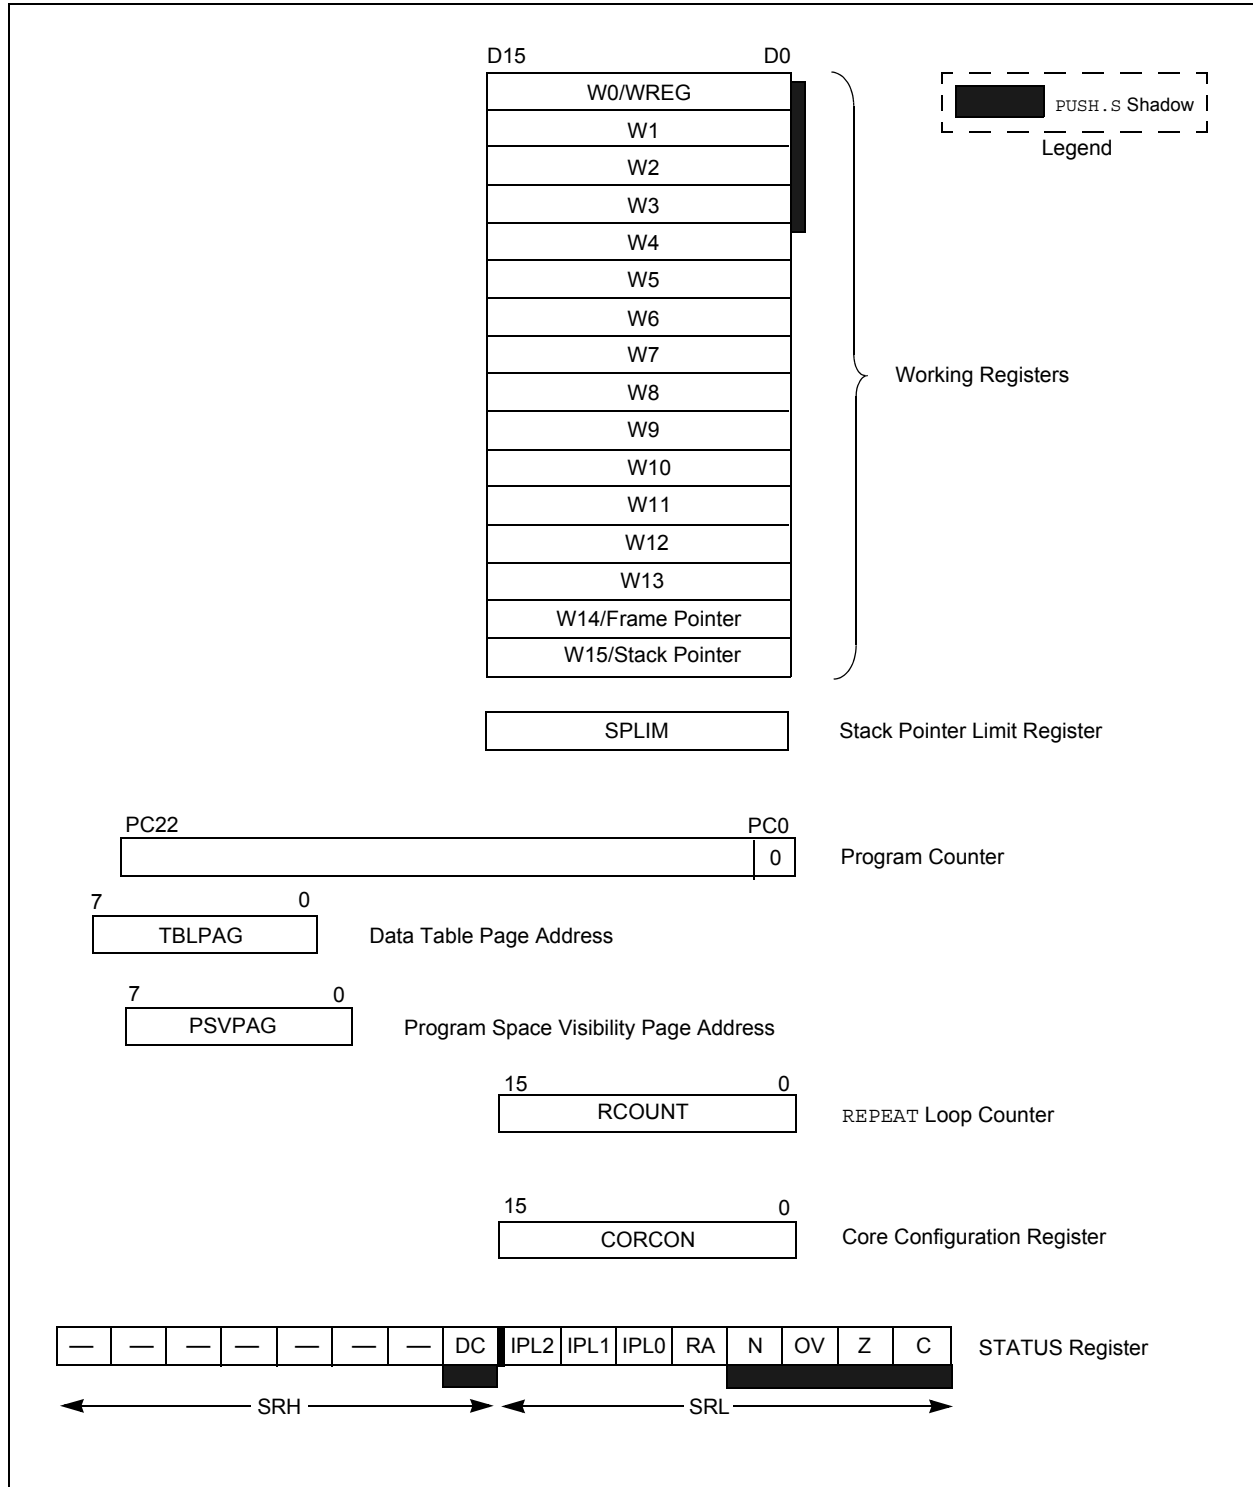 D15 D0
W0/WREG
PUSH.S Shadow
Legend
W1
W2
W3
W4
W5
W6
W7
W8
W9
W10
W11
W12
W13
W14/Frame Pointer
W15/Stack Pointer
Working Registers
SPLIM Stack Pointer Limit Register
PC22 PC0
0 Program Counter
7 0
TBLPAG Data Table Page Address
7 0
PSVPAG Program Space Visibility Page Address
15 0
RCOUNT REPEAT Loop Counter
15 0
CORCON Core Configuration Register
— — — — — — — DC IPL2 IPL1 IPL0 RA N OV Z C STATUS Register
SRH SRL